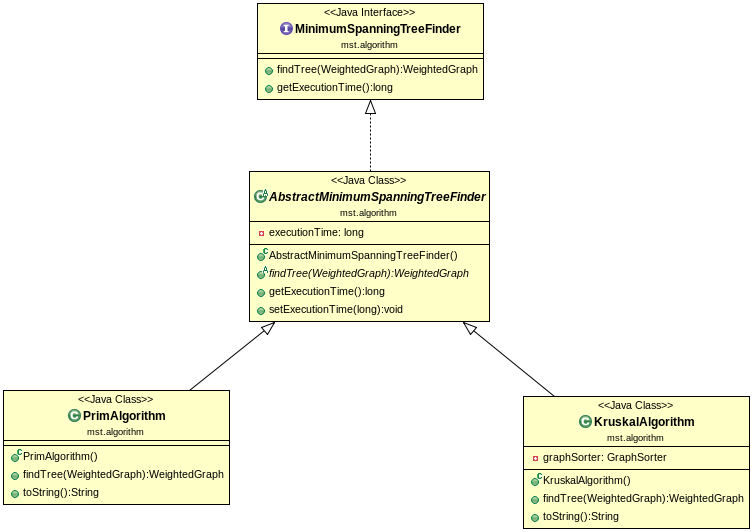 <<Java Interface>>
MinimumSpanningTreeFinder
mst.algorithm
findTree(WeightedGraph):WeightedGraph
getExecutionTime():long
<<Java Class>>
AbstractMinimumSpanningTreeFinder
mst.algorithm
executionTime: long
AbstractMinimumSpanningTreeFinder()
findTree(WeightedGraph):WeightedGraph
getExecutionTime():long
setExecutionTime(long):void
<<Java Class>>
PrimAlgorithm
mst.algorithm
PrimAlgorithm()
findTree(WeightedGraph):WeightedGraph
toString():String
<<Java Class>>
KruskalAlgorithm
mst.algorithm
graphSorter: GraphSorter
KruskalAlgorithm()
findTree(WeightedGraph):WeightedGraph
toString():String